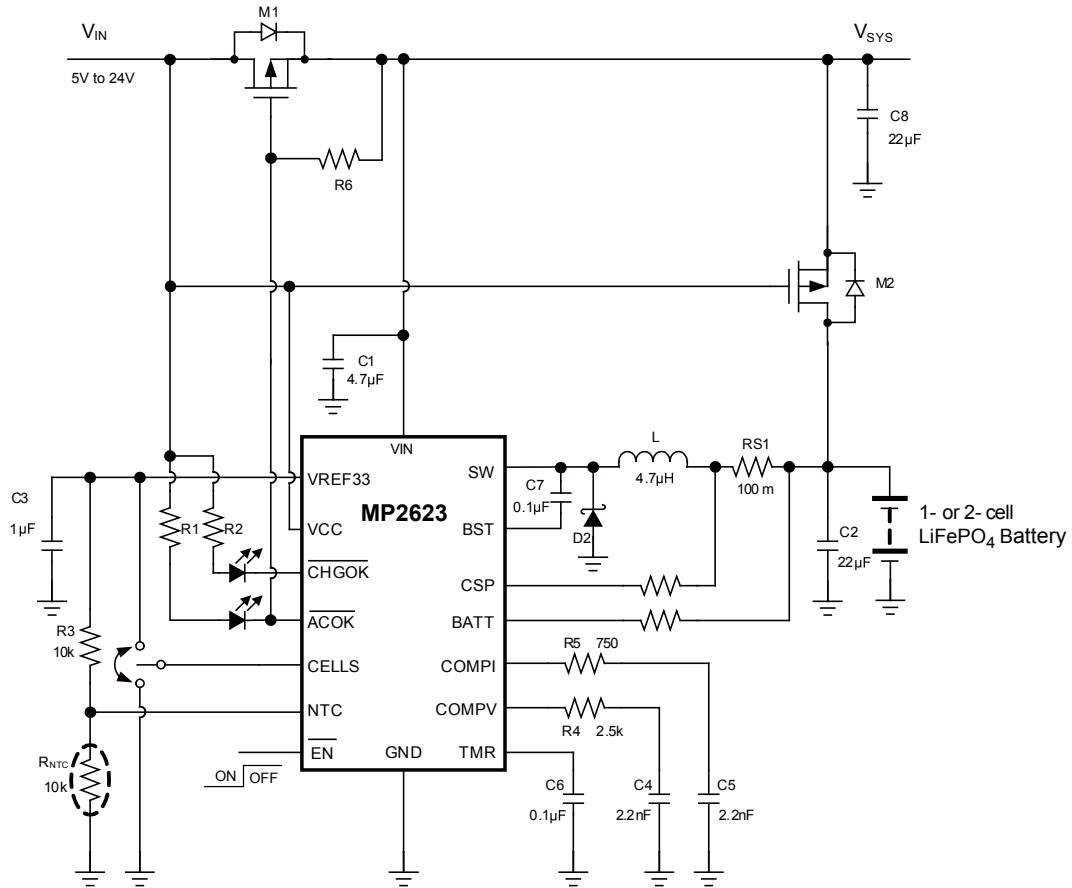 M1
VIN
VSYS
5V to 24V
C8
22µF
R6
M2
C1
4.7µF
VIN
MP2623
VREF33
VCC
CHGOK
ACOK
CELLS
NTC
EN
GND
SW
BST
CSP
BATT
COMPI
COMPV
TMR
C3
1µF
R1
R2
R3
10k
RNTC
10k
ON
OFF
C7
0.1µF
D2
L
4.7µH
RS1
100 m
C2
22µF
1- or 2- cell
LiFePO4 Battery
R5 750
R4 2.5k
C6
0.1µF
C4
2.2nF
C5
2.2nF